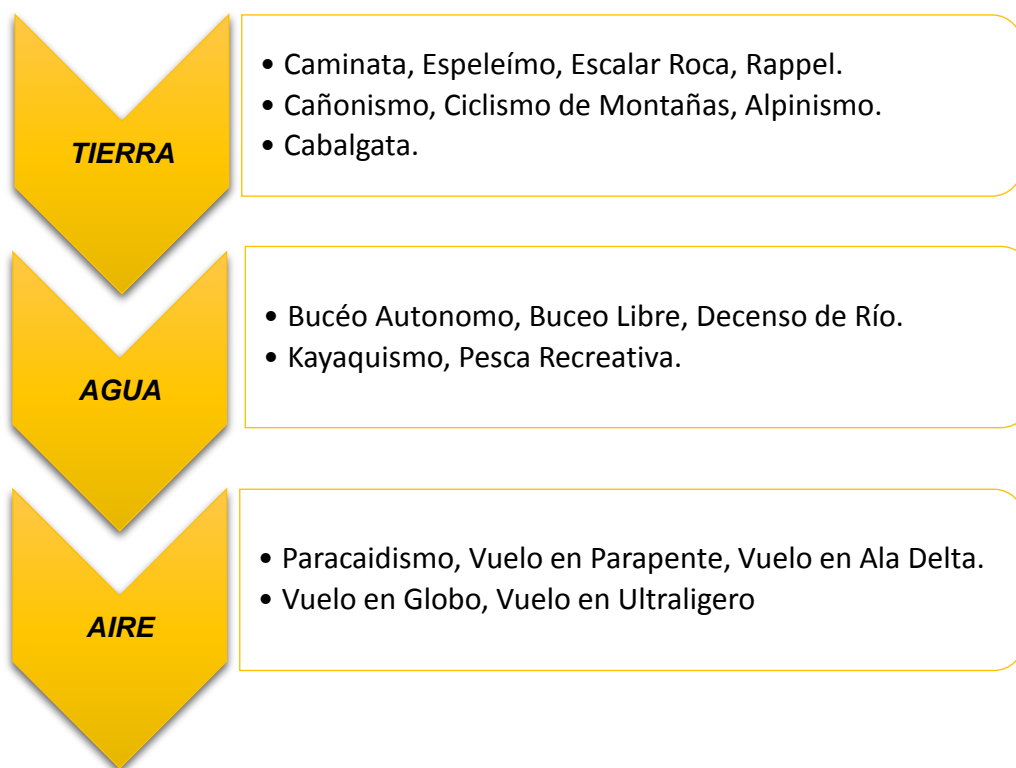 TIERRA
• Caminata, Espeleímo, Escalar Roca, Rappel.
• Cañonismo, Ciclismo de Montañas, Alpinismo.
• Cabalgata.
AGUA
• Bucéo Autonomo, Buceo Libre, Decenso de Río.
• Kayaquismo, Pesca Recreativa.
AIRE
• Paracaidismo, Vuelo en Parapente, Vuelo en Ala Delta.
• Vuelo en Globo, Vuelo en Ultraligero